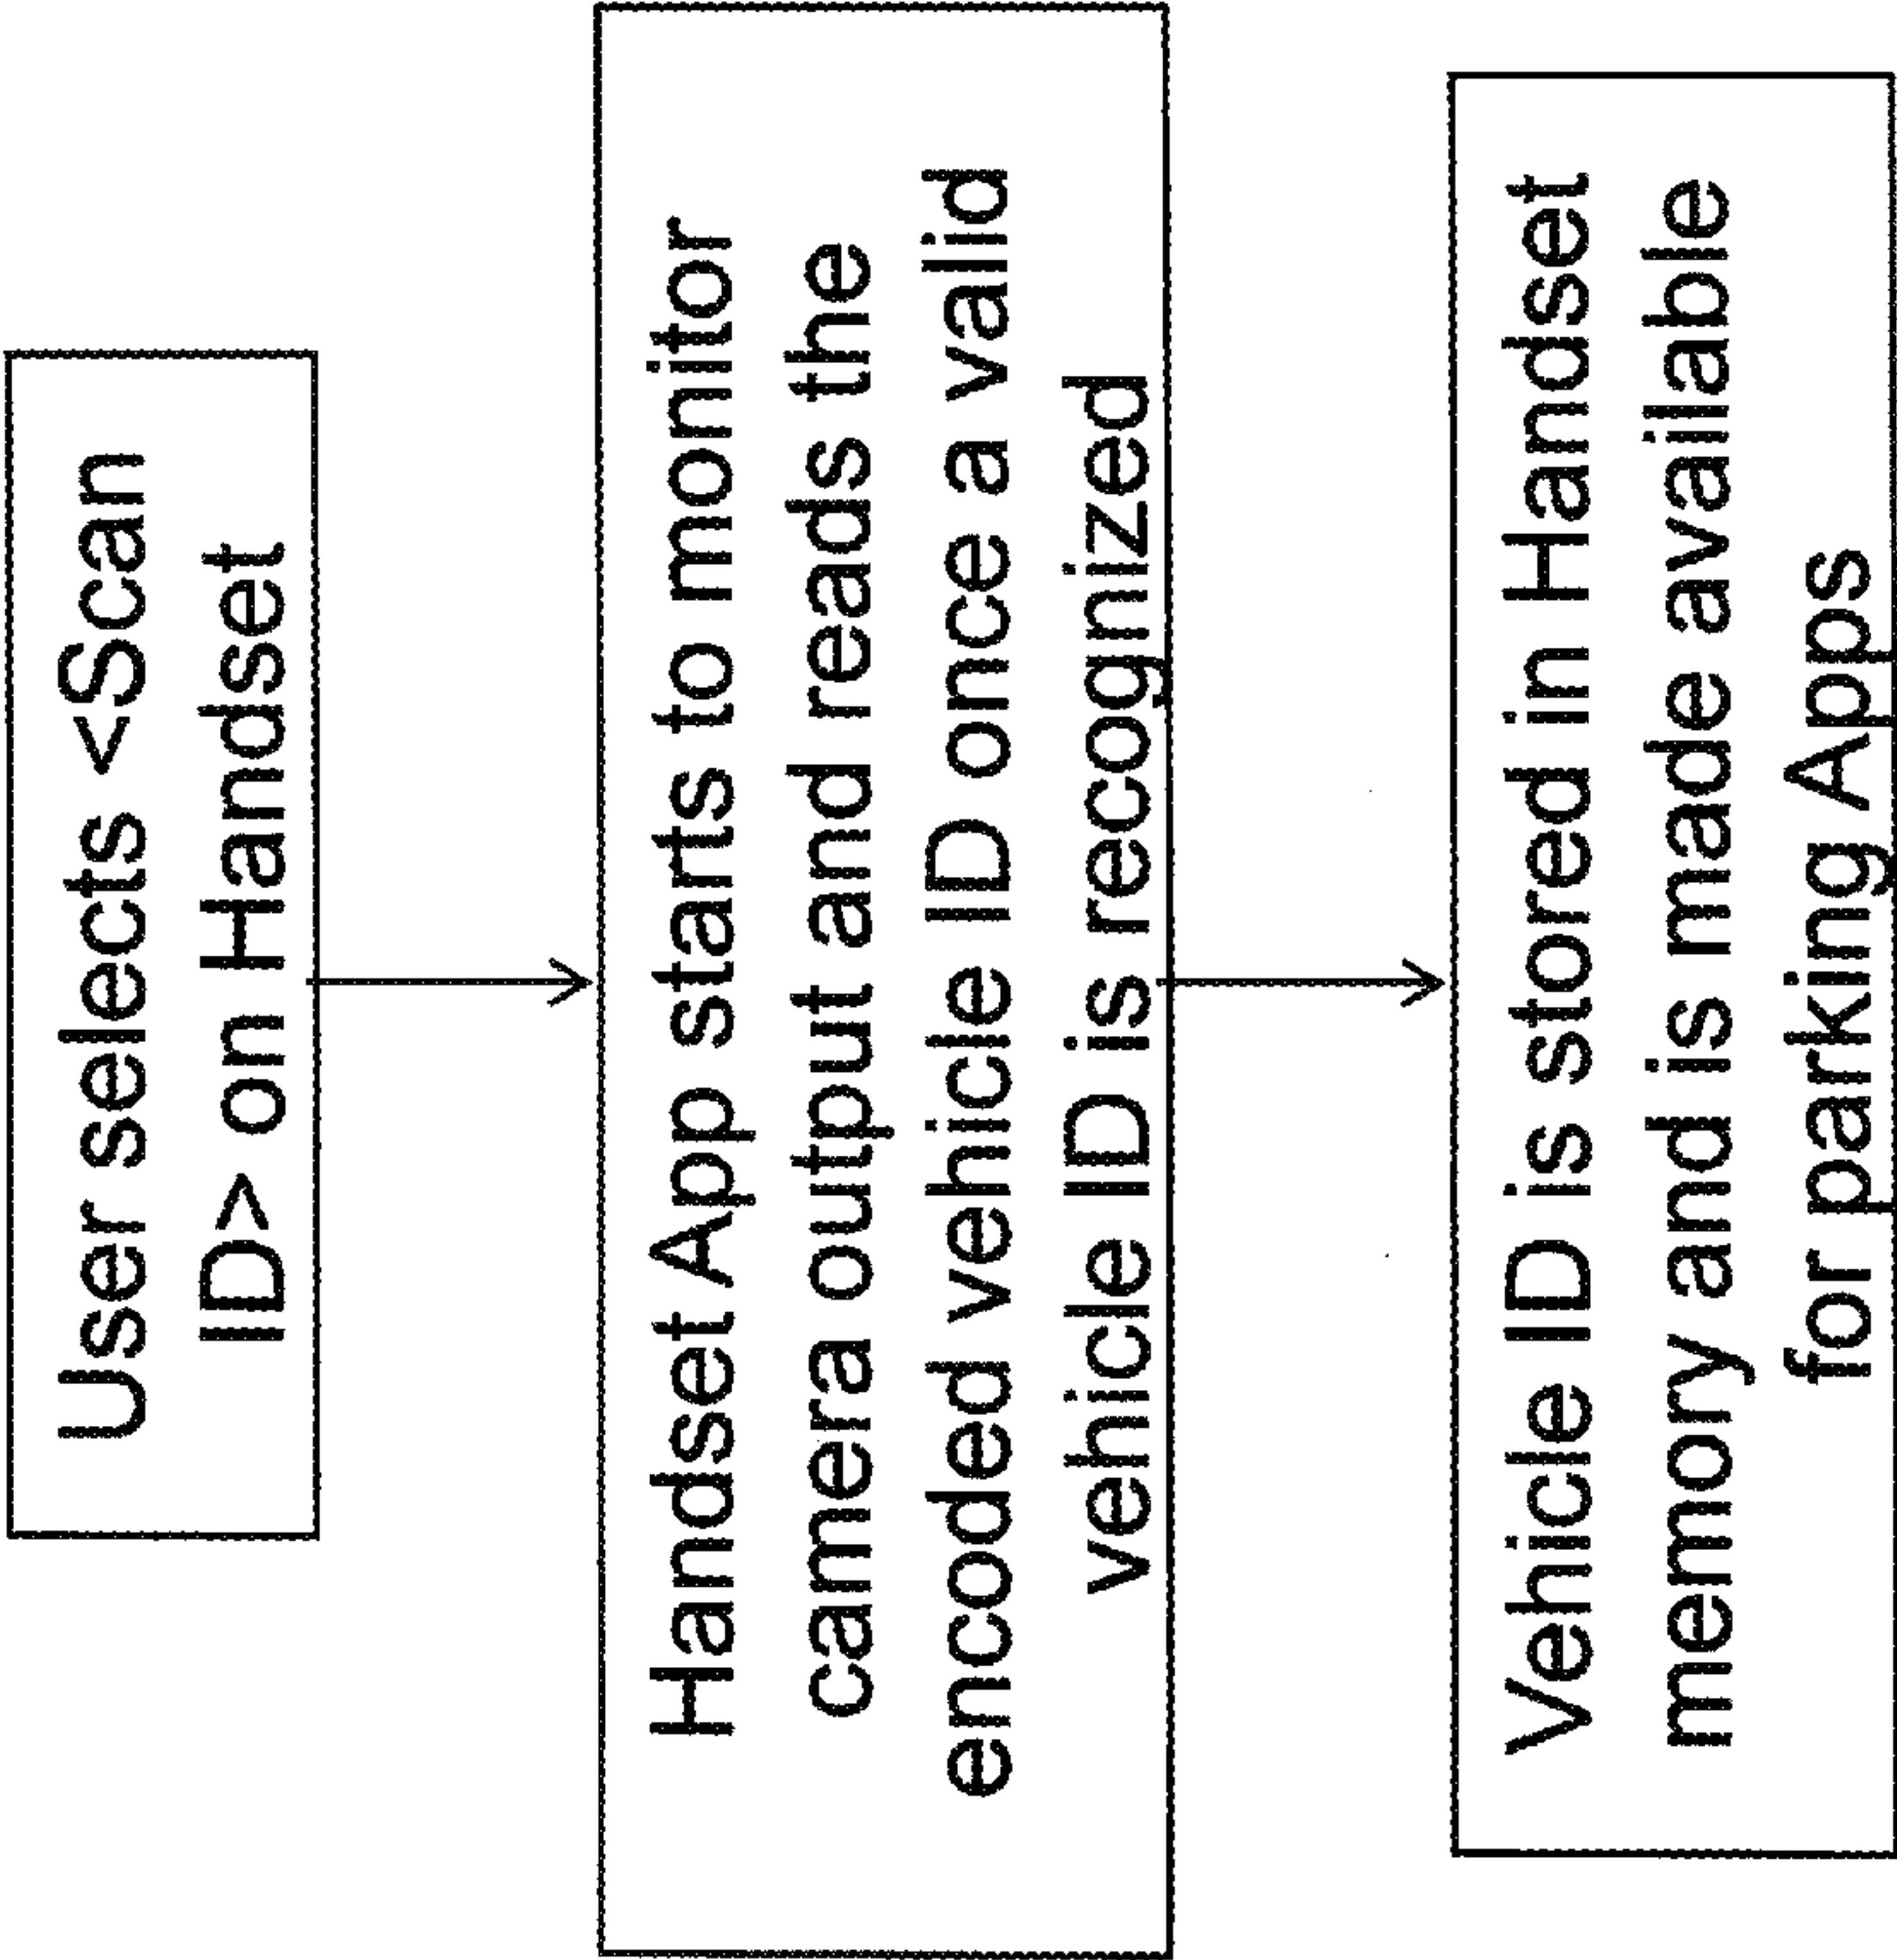 User selects <Scan
ID> on Handset
Handset App starts to monitor
camera output and reads the
encoded vehicle ID once a valid
vehicle ID is recognized
Vehicle ID is stored in Handset
memory and is made available
for parking Apps